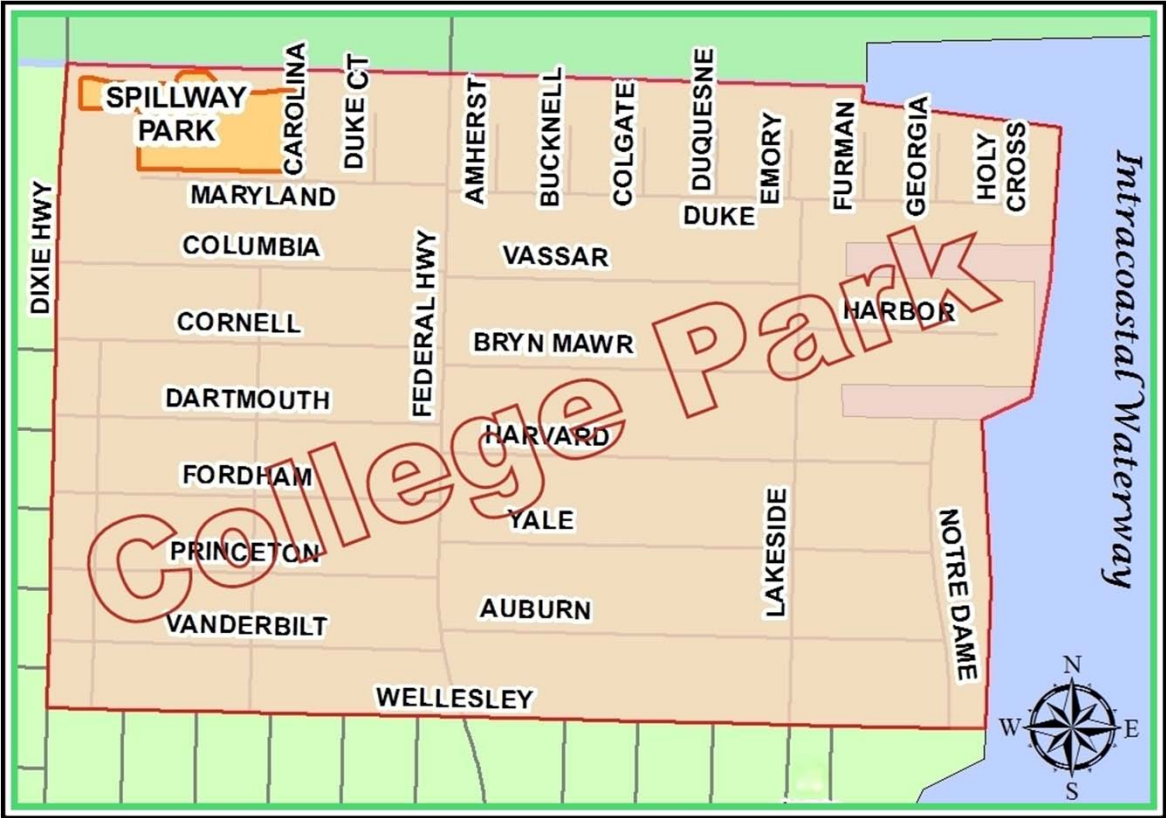 SPILLWAY
PARK
CAROLINA
DUKE CT
AMHERST
BUCKNELL
COLGATE
DUQUESNE
EMORY
FURMAN
GEORGIA
HOLY
CROSS
MARYLAND
DUKE
DIXIE HWY
COLUMBIA
FEDERAL HWY
VASSAR
CORNELL
HARBOR
BRYN MAWR
DARTMOUTH
HARVARD
College Park
FORDHAM
YALE
LAKESIDE
NOTRE DAME
PRINCETON
AUBURN
VANDERBILT
WELLESLEY
Intracoastal Waterway
N
W
E
S